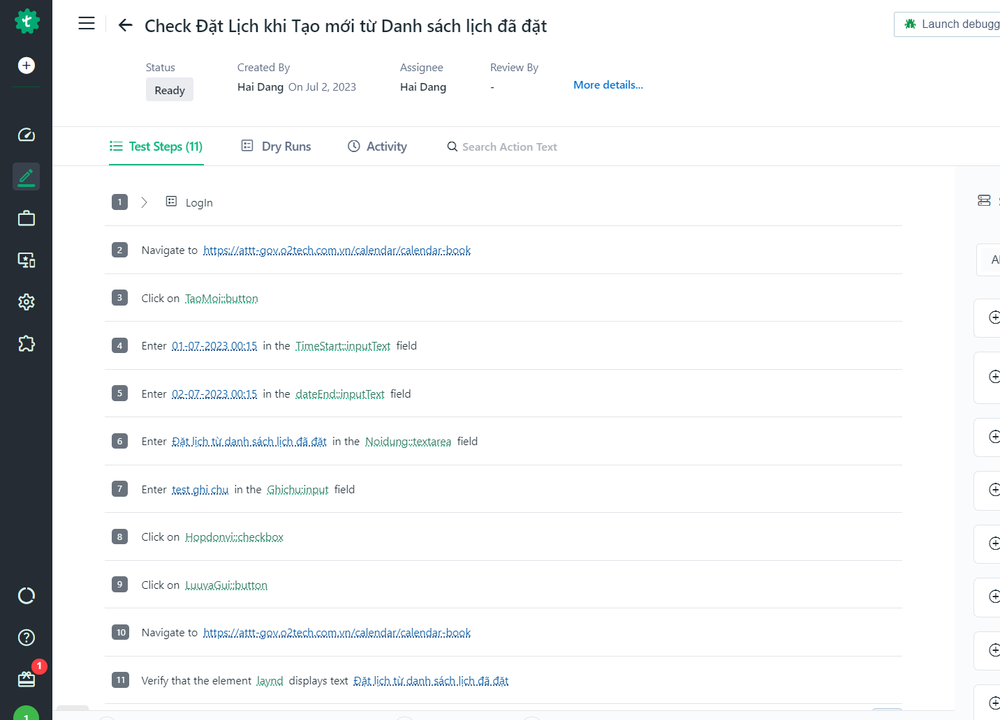 Check Đặt Lịch khi Tạo mới từ Danh sách lịch đã đặt
Launch debugg
Status
Created By
Assignee
Review By
Ready
Hai Dang On Jul 2, 2023
Hai Dang
-
More details...
Test Steps (11)
Dry Runs
Activity
Search Action Text
1 LogIn
2 Navigate to https://attt-gov.o2tech.com.vn/calendar/calendar-book
3 Click on TaoMoi::button
4 Enter 01-07-2023 00:15 in the TimeStart::inputText field
5 Enter 02-07-2023 00:15 in the dateEnd::inputText field
6 Enter Đặt lịch từ danh sách lịch đã đặt in the Noidung::textarea field
7 Enter test ghi chu in the Ghichu:input field
8 Click on Hopdonvi::checkbox
9 Click on LuuvaGui::button
10 Navigate to https://attt-gov.o2tech.com.vn/calendar/calendar-book
11 Verify that the element laynd displays text Đặt lịch từ danh sách lịch đã đặt
1
1